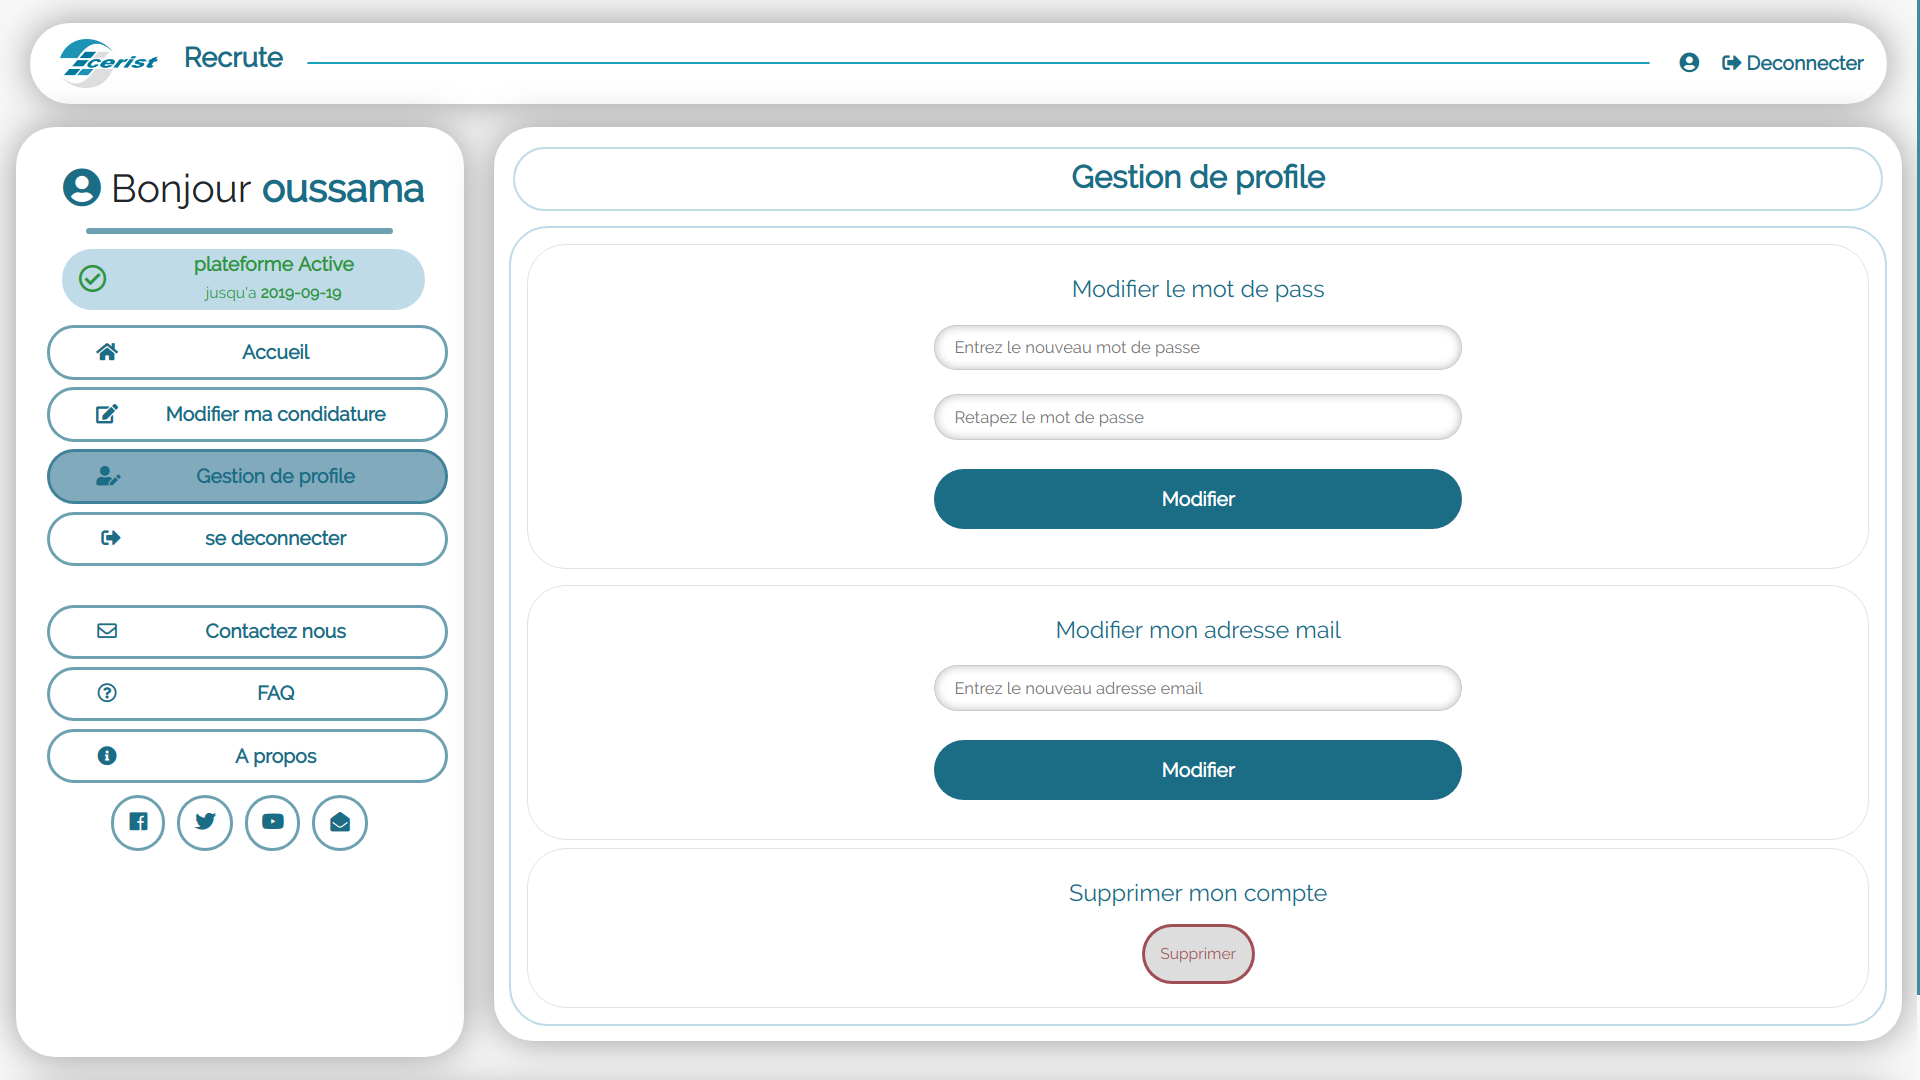 cerist
Recrute
Deconnecter
Bonjour oussama
plateforme Active
jusqu'a 2019-09-19
Accueil
Modifier ma condidature
Gestion de profile
se deconnecter
Contactez nous
FAQ
A propos
Gestion de profile
Modifier le mot de pass
Entrez le nouveau mot de passe
Retapez le mot de passe
Modifier
Modifier mon adresse mail
Entrez le nouveau adresse email
Modifier
Supprimer mon compte
Supprimer